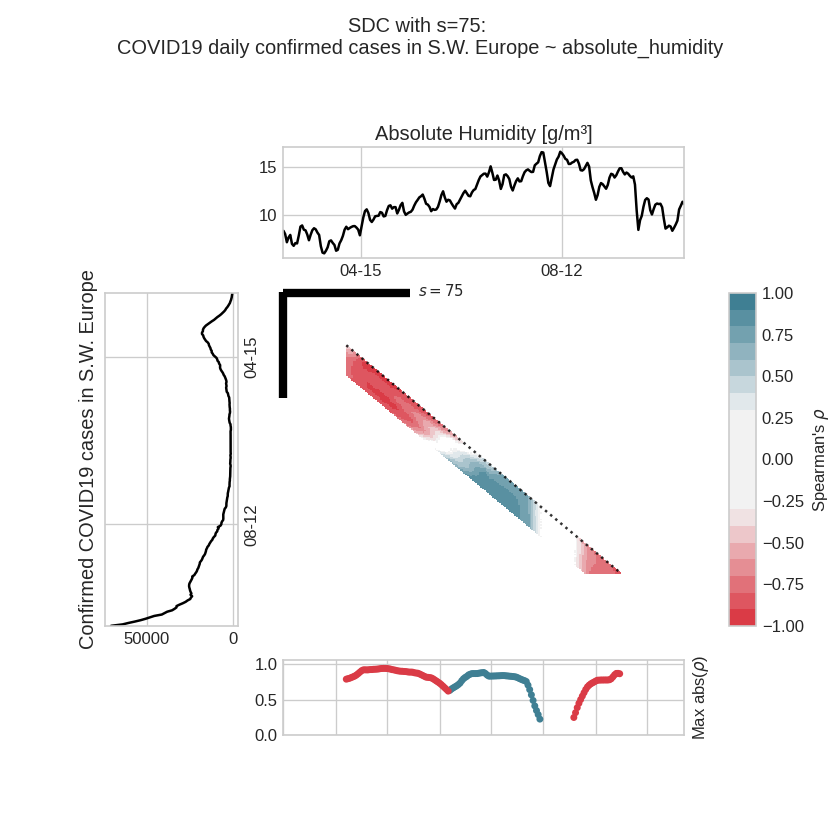 SDC with s=75:
COVID19 daily confirmed cases in S.W. Europe ~ absolute_humidity
Absolute Humidity [g/m³]
15
10
04-15
08-12
s = 75
Confirmed COVID19 cases in S.W. Europe
04-15
08-12
50000
0
1.00
0.75
0.50
0.25
0.00
−0.25
−0.50
−0.75
−1.00
Spearman's ρ
1.0
0.5
0.0
Max abs(ρ)